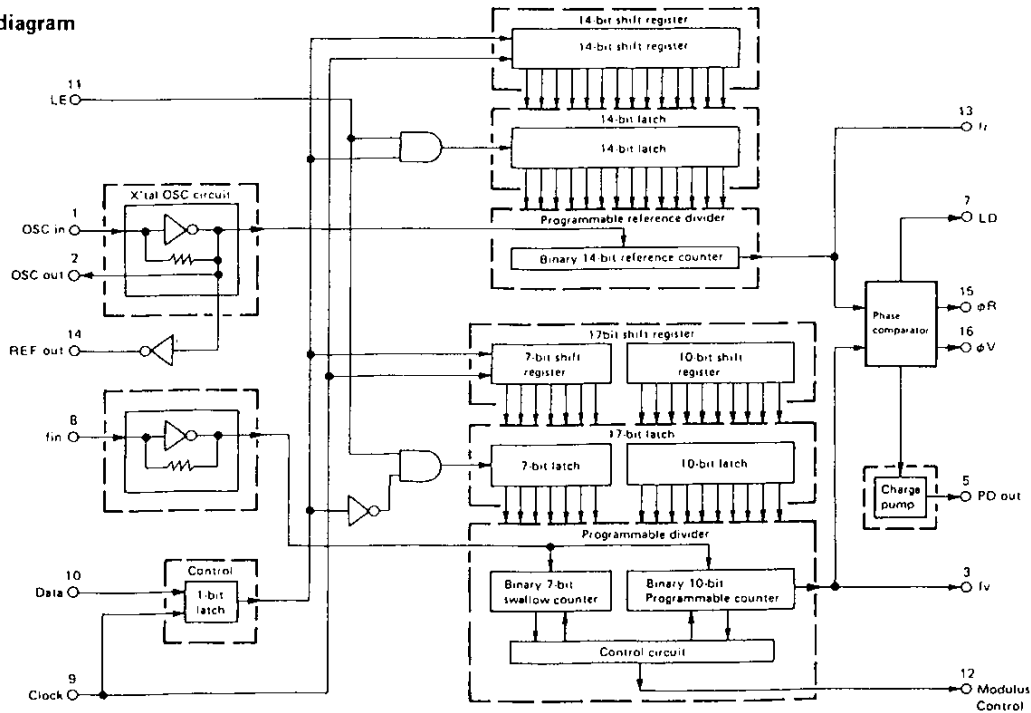 diagram
14-bit shift register
14-bit shift register
11
LE
14-bit latch
14-bit latch
13
fr
X'tal OSC circuit
1
OSC in
2
OSC out
Programmable reference divider
Binary 14-bit reference counter
7
LD
14
REF out
Phase
comparator
15
φR
16
φV
17bit shift register
7-bit shift
register
10-bit shift
register
8
fin
17-bit latch
7-bit latch
10-bit latch
Charge
pump
5
PD out
Programmable divider
10
Data
Control
1-bit
latch
Binary 7-bit
swallow counter
Binary 10-bit
Programmable counter
3
fv
Control circuit
9
Clock
12
Modulus
Control